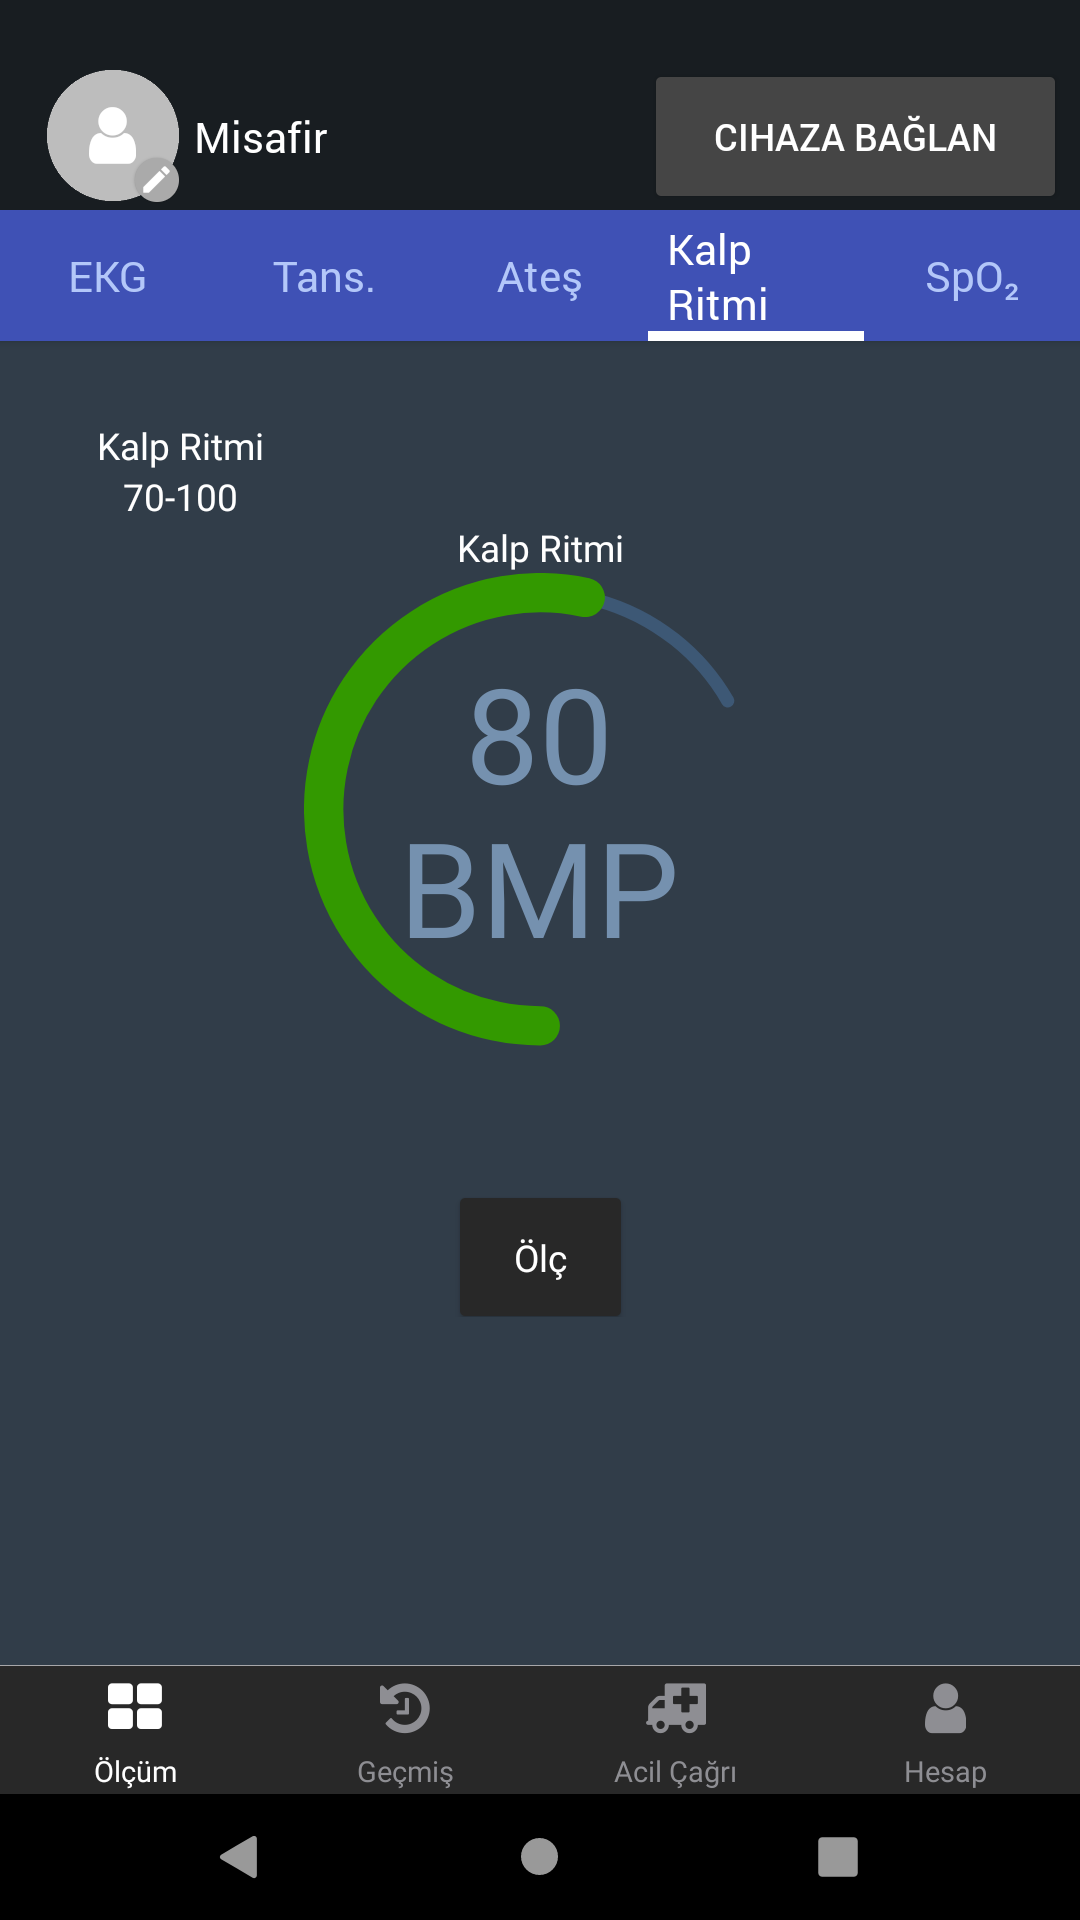 Misafir
CIHAZA BAĞLAN
EKG
Tans.
Ateş
Kalp
Ritmi
SpO₂
Kalp Ritmi
70-100
Kalp Ritmi
80
BMP
Ölç
Ölçüm
Geçmiş
Acil Çağrı
Hesap